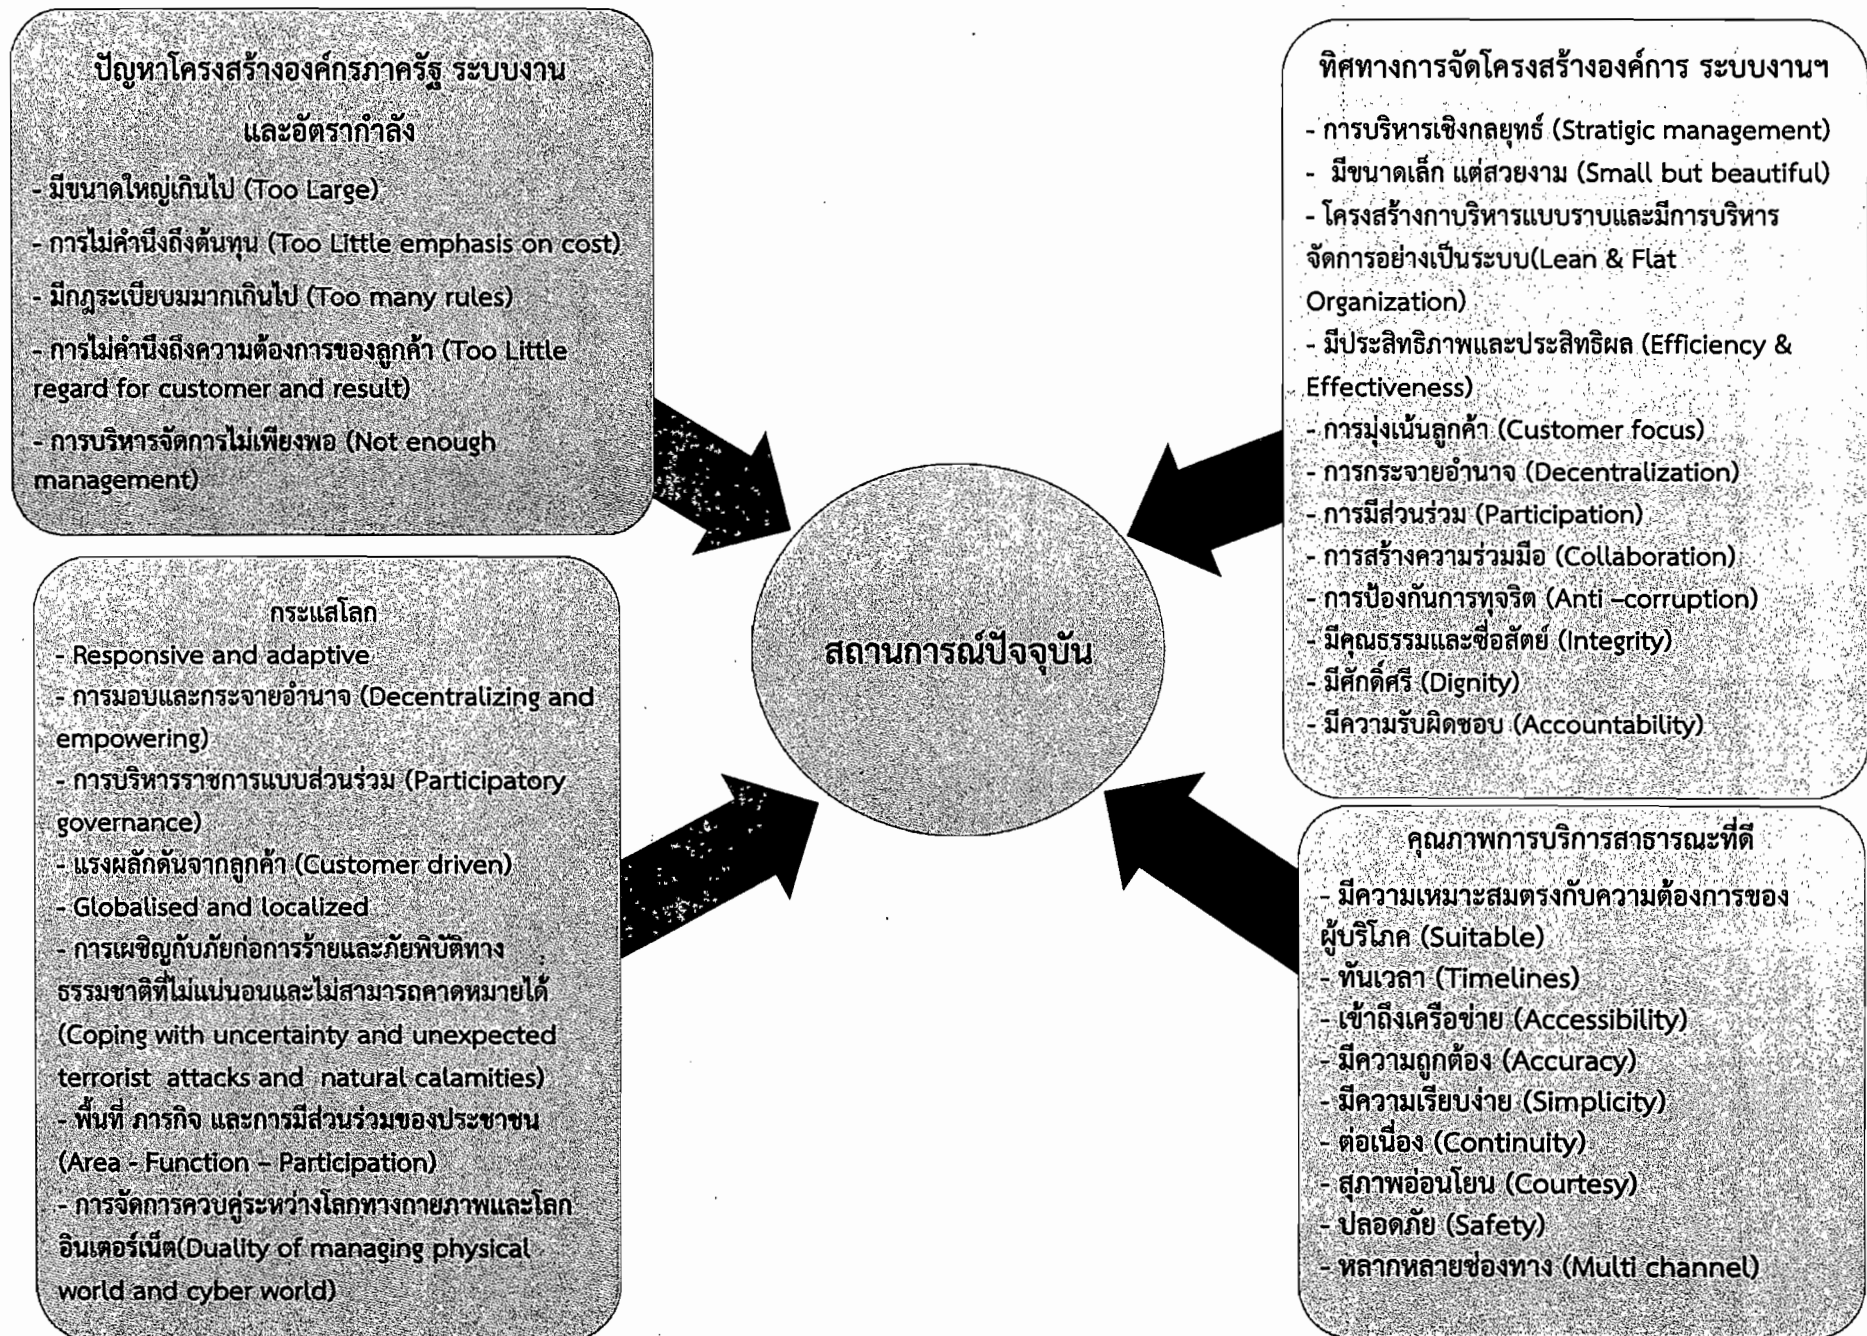 ปัญหาโครงสร้างองค์กรภาครัฐ ระบบงาน
และอัตรากำลัง
- มีขนาดใหญ่เกินไป (Too Large)
- การไม่คำนึงถึงต้นทุน (Too Little emphasis on cost)
- มีกฎระเบียบมมากเกินไป (Too many rules)
- การไม่คำนึงถึงความต้องการของลูกค้า (Too Little
regard for customer and result)
- การบริหารจัดการไม่เพียงพอ (Not enough
management)
กระแสโลก
- Responsive and adaptive
- การมอบและกระจายอำนาจ (Decentralizing and
empowering)
- การบริหารราชการแบบส่วนร่วม (Participatory
governance)
- แรงผลักดันจากลูกค้า (Customer driven)
- Globalised and localized
- การเผชิญกับภัยก่อการร้ายและภัยพิบัติทาง
ธรรมชาติที่ไม่แน่นอนและไม่สามารถคาดหมายได้
(Coping with uncertainty and unexpected
terrorist attacks and natural calamities)
- พื้นที่ ภารกิจ และการมีส่วนร่วมของประชาชน
(Area - Function – Participation)
- การจัดการควบคู่ระหว่างโลกทางกายภาพและโลก
อินเตอร์เน็ต(Duality of managing physical
world and cyber world)
สถานการณ์ปัจจุบัน
ทิศทางการจัดโครงสร้างองค์การ ระบบงานฯ
- การบริหารเชิงกลยุทธ์ (Stratigic management)
- มีขนาดเล็ก แต่สวยงาม (Small but beautiful)
- โครงสร้างกาบริหารแบบราบและมีการบริหาร
จัดการอย่างเป็นระบบ(Lean & Flat
Organization)
- มีประสิทธิภาพและประสิทธิผล (Efficiency &
Effectiveness)
- การมุ่งเน้นลูกค้า (Customer focus)
- การกระจายอำนาจ (Decentralization)
- การมีส่วนร่วม (Participation)
- การสร้างความร่วมมือ (Collaboration)
- การป้องกันการทุจริต (Anti –corruption)
- มีคุณธรรมและซื่อสัตย์ (Integrity)
- มีศักดิ์ศรี (Dignity)
- มีความรับผิดชอบ (Accountability)
คุณภาพการบริการสาธารณะที่ดี
- มีความเหมาะสมตรงกับความต้องการของ
ผู้บริโภค (Suitable)
- ทันเวลา (Timelines)
- เข้าถึงเครือข่าย (Accessibility)
- มีความถูกต้อง (Accuracy)
- มีความเรียบง่าย (Simplicity)
- ต่อเนื่อง (Continuity)
- สุภาพอ่อนโยน (Courtesy)
- ปลอดภัย (Safety)
- หลากหลายช่องทาง (Multi channel)